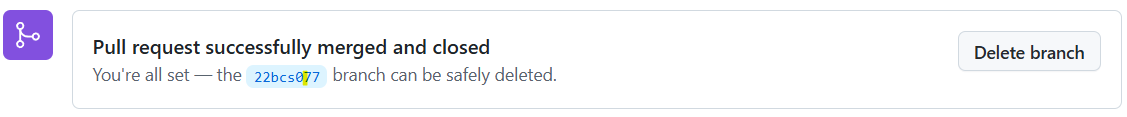 Pull request successfully merged and closed
You're all set — the 22bcs077 branch can be safely deleted.
Delete branch